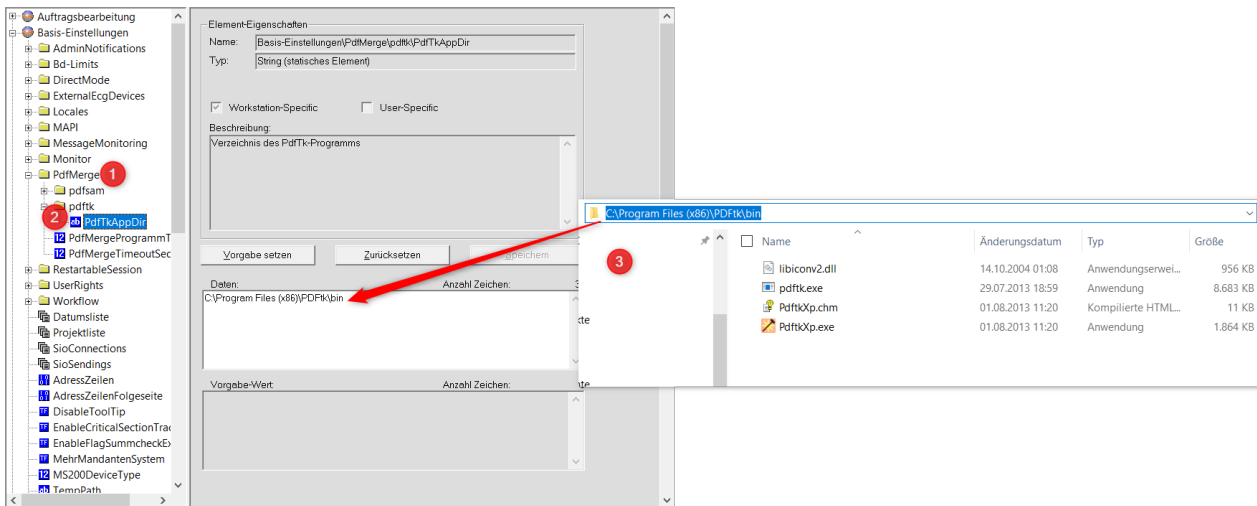 Auftragsbearbeitung
Basis-Einstellungen
AdminNotifications
Bd-Limits
DirectMode
ExternalEcgDevices
Locales
MAPI
MessageMonitoring
Monitor
PdfMerge
1
pdfsam
pdftk
2
PdfTkAppDir
PdfMergeProgrammT
PdfMergeTimeoutSec
RestartableSession
UserRights
Workflow
Datumsliste
Projektliste
SioConnections
SioSendings
AdressZeilen
AdressZeilenFolgeseite
DisableToolTip
EnableCriticalSectionTrac
EnableFlagSummcheckEx
MehrMandantenSystem
MS200DeviceType
TempPath
Element-Eigenschaften
Name: Basis-Einstellungen\PdfMerge\pdftk\PdfTkAppDir
Typ: String (statisches Element)
Workstation-Specific User-Specific
Beschreibung:
Verzeichnis des PdfTk-Programms
Vorgabe setzen Zurücksetzen Speichern
Daten: Anzahl Zeichen: 3
C:\Program Files (x86)\PDFtk\bin
kte
Vorgabe-Wert Anzahl Zeichen: nte
C:\Program Files (x86)\PDFtk\bin
3
Name Änderungsdatum Typ Größe
libiconv2.dll 14.10.2004 01:08 Anwendungserwei... 956 KB
pdftk.exe 29.07.2013 18:59 Anwendung 8.683 KB
PdftkXp.chm 01.08.2013 11:20 Kompilierte HTML... 11 KB
PdftkXp.exe 01.08.2013 11:20 Anwendung 1.864 KB